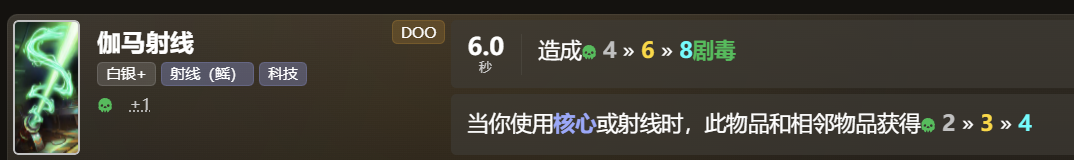 伽马射线
DOO
白银+ 射线（鳐） 科技
+1
6.0
秒
造成 4 » 6 » 8剧毒
当你使用核心或射线时，此物品和相邻物品获得 2 » 3 » 4